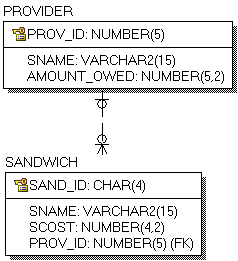 PROVIDER
PROV_ID: NUMBER(5)
SNAME: VARCHAR2(15)
AMOUNT_OWED: NUMBER(5,2)
SANDWICH
SAND_ID: CHAR(4)
SNAME: VARCHAR2(15)
SCOST: NUMBER(4,2)
PROV_ID: NUMBER(5) (FK)